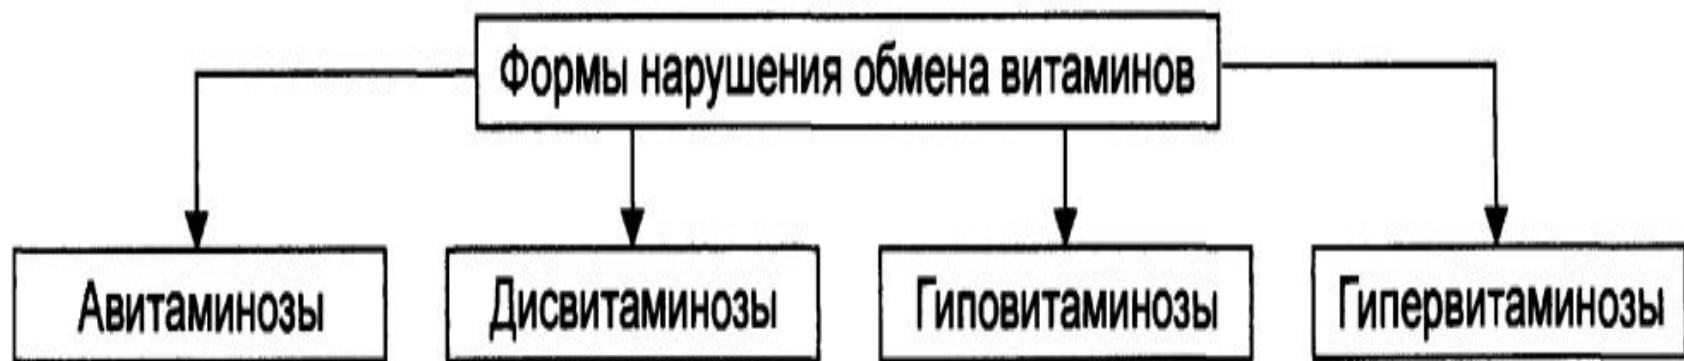 Формы нарушения обмена витаминов
Авитаминозы
Дисвитаминозы
Гиповитаминозы
Гипервитаминозы